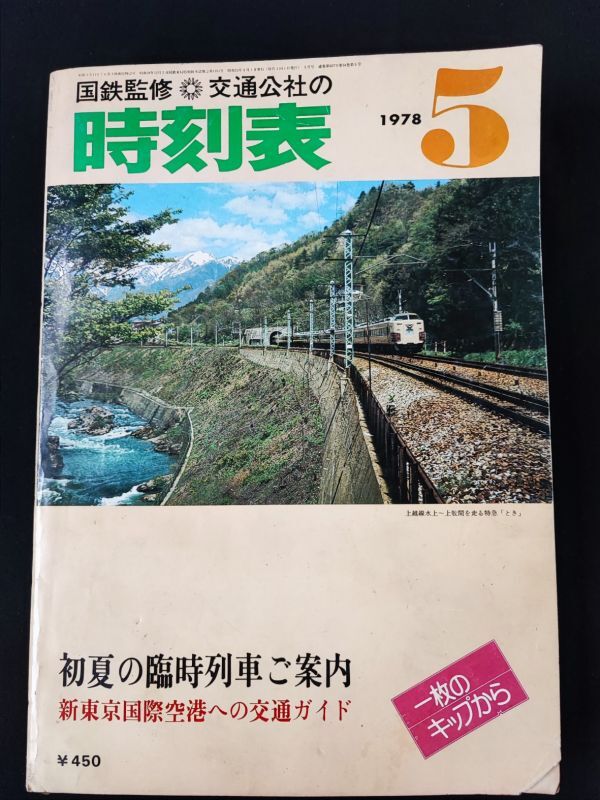 国鉄監修 交通公社の
時刻表
1978 5
上越線水上～上牧間を走る特急「とき」
初夏の臨時列車ご案内
新東京国際空港への交通ガイド
一枚の
キップから
¥450